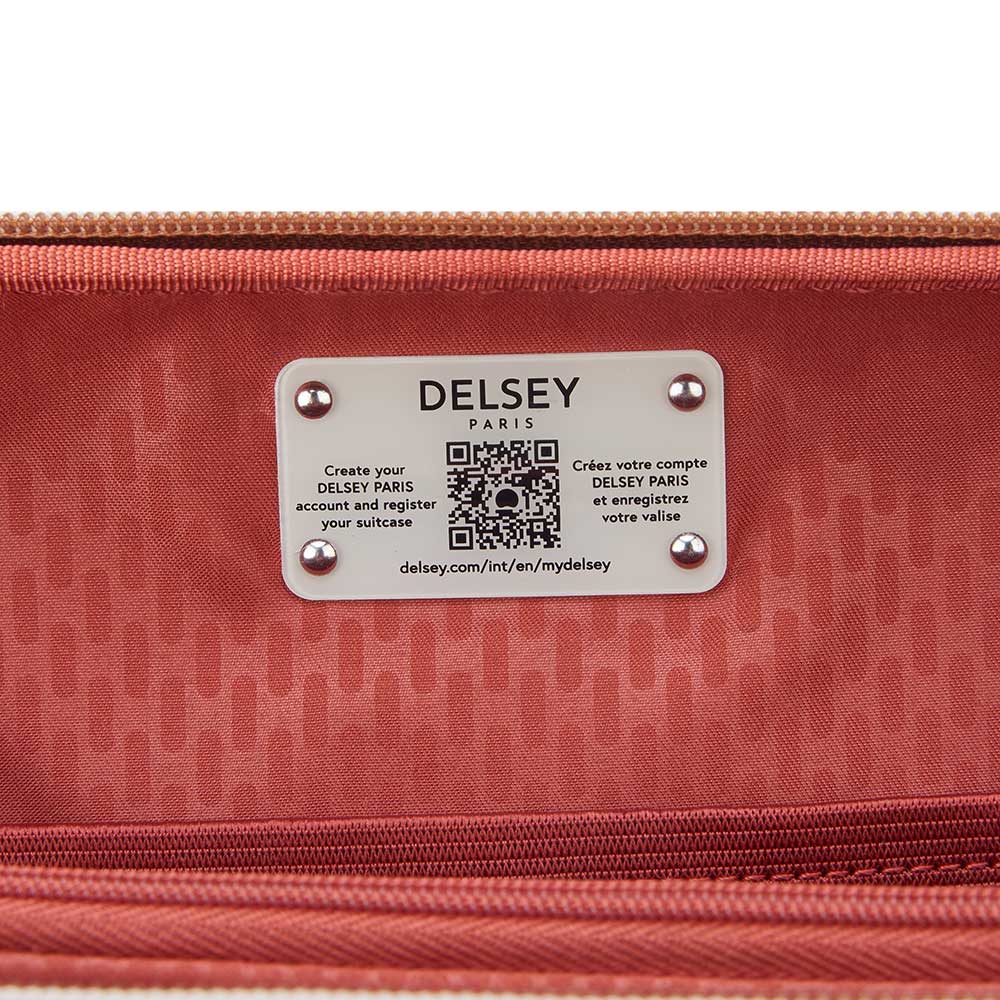 DELSEY
PARIS
Create your
DELSEY PARIS
account and register
your suitcase
Créez votre compte
DELSEY PARIS
et enregistrez
votre valise
delsey.com/int/en/mydelsey